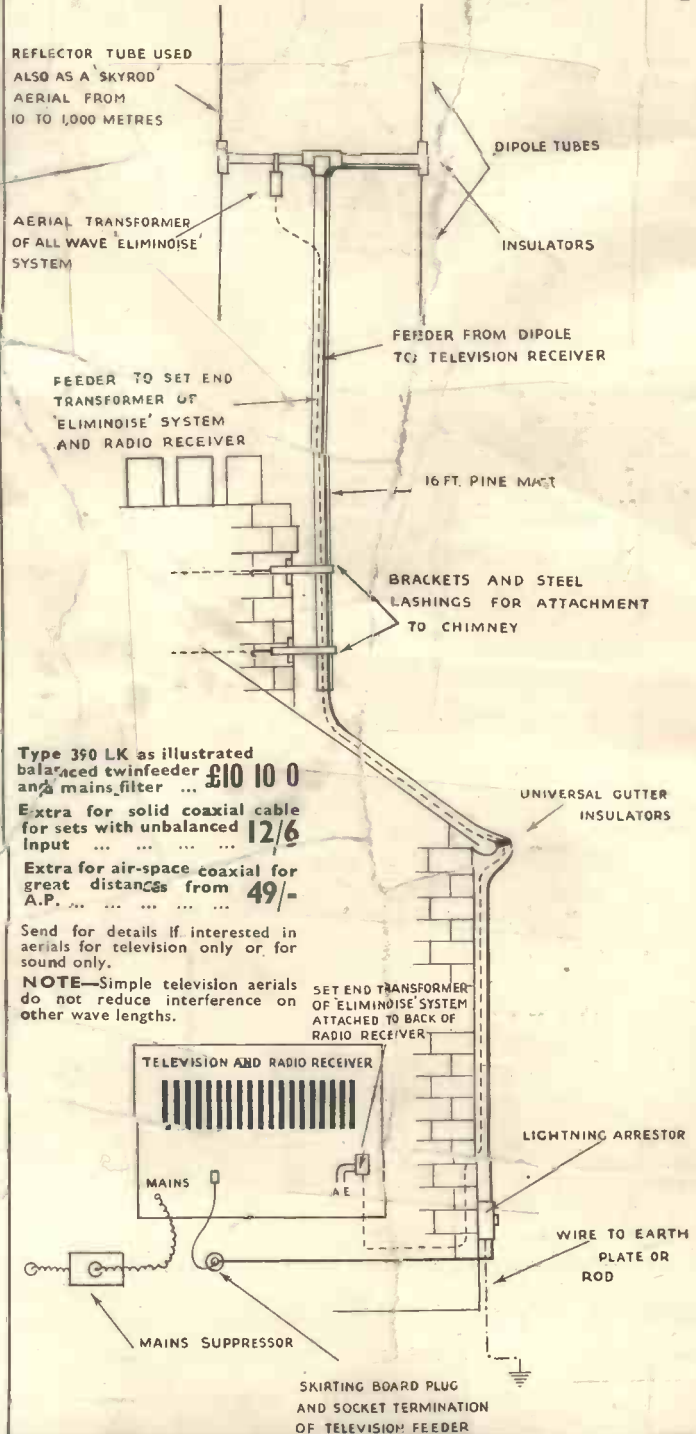 REFLECTOR TUBE USED
ALSO AS A 'SKYROD'
AERIAL FROM
10 TO 1,000 METRES
DIPOLE TUBES
AERIAL TRANSFORMER
OF ALL WAVE 'ELIMINOISE'
SYSTEM
INSULATORS
FEEDER FROM DIPOLE
TO TELEVISION RECEIVER
FEEDER TO SET END
TRANSFORMER OF
'ELIMINOISE' SYSTEM
AND RADIO RECEIVER
16 FT. PINE MAST
BRACKETS AND STEEL
LASHINGS FOR ATTACHMENT
TO CHIMNEY
Type 390 LK as illustrated
balanced twinfeeder £10 10 0
and mains filter ...
Extra for solid coaxial cable
for sets with unbalanced 12/6
input ... ... ... ...
Extra for air-space coaxial for
great distances from 49/-
A.P. ... ... ... ... ...
Send for details if interested in
aerials for television only or for
sound only.
NOTE—Simple television aerials
do not reduce interference on
other wave lengths.
UNIVERSAL GUTTER
INSULATORS
SET END TRANSFORMER
OF 'ELIMINOISE' SYSTEM
ATTACHED TO BACK OF
RADIO RECEIVER
TELEVISION AND RADIO RECEIVER
MAINS
A E
LIGHTNING ARRESTOR
WIRE TO EARTH
PLATE OR
ROD
MAINS SUPPRESSOR
SKIRTING BOARD PLUG
AND SOCKET TERMINATION
OF TELEVISION FEEDER